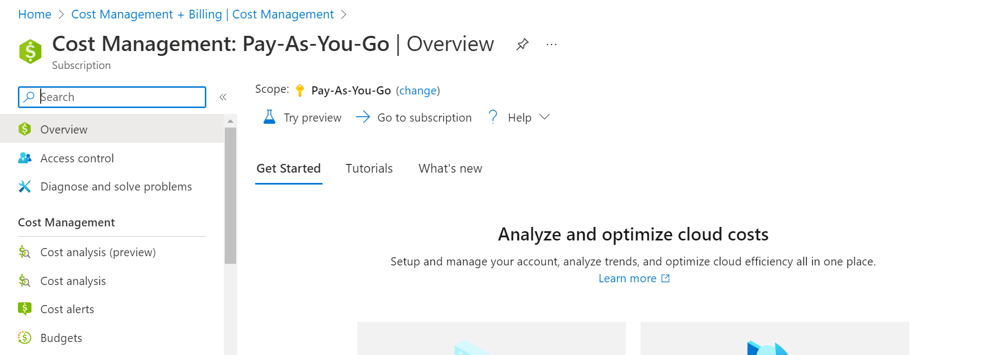 Home > Cost Management + Billing | Cost Management >
Cost Management: Pay-As-You-Go | Overview ...
Subscription
Search «
Scope: Pay-As-You-Go (change)
Try preview Go to subscription ? Help
Overview
Access control
Diagnose and solve problems
Cost Management
Cost analysis (preview)
Cost analysis
Cost alerts
Budgets
Get Started Tutorials What's new
Analyze and optimize cloud costs
Setup and manage your account, analyze trends, and optimize cloud efficiency all in one place.
Learn more